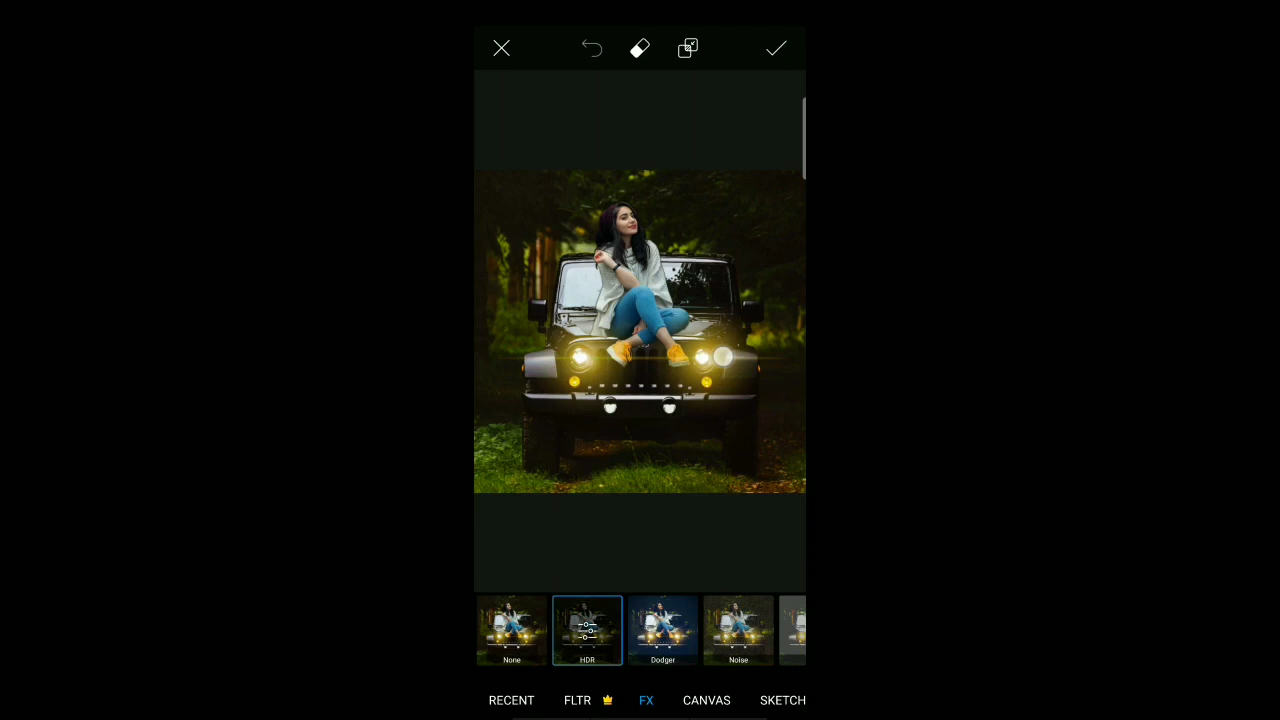 None
HDR
Dodger
Noise
RECENT
FLTR
FX
CANVAS
SKETCH